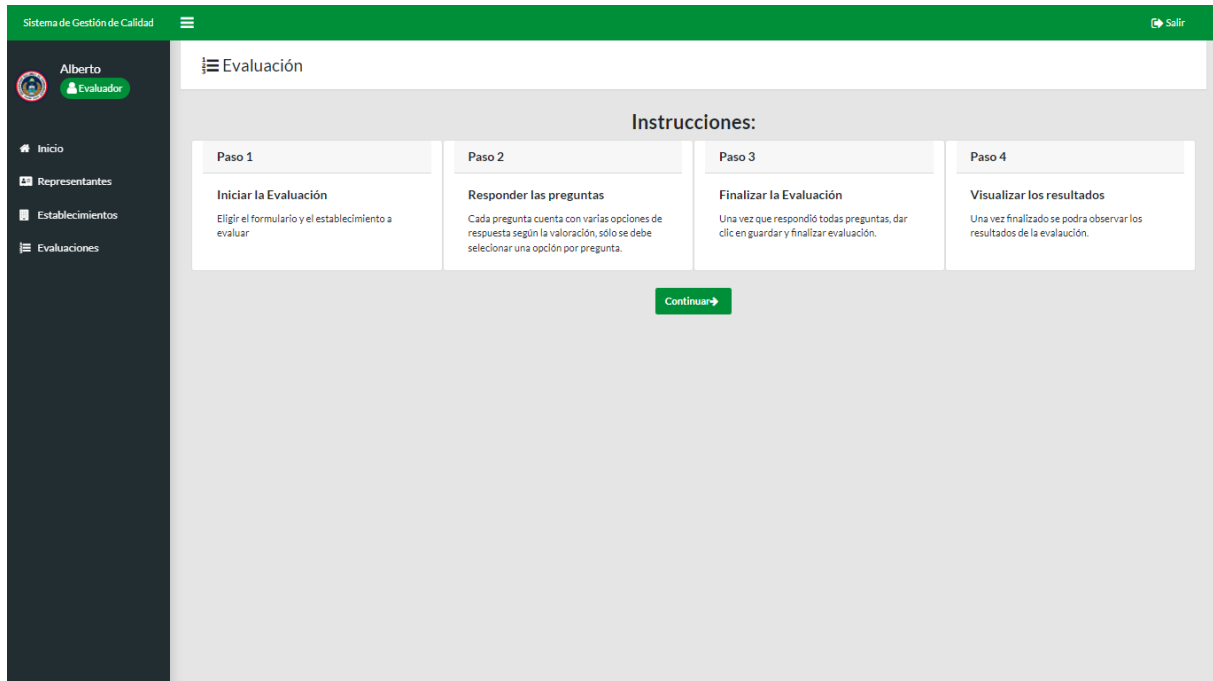 Sistema de Gestión de Calidad
Salir
Alberto
Evaluador
Inicio
Representantes
Establecimientos
Evaluaciones
Evaluación
Instrucciones:
Paso 1
Iniciar la Evaluación
Eligir el formulario y el establecimiento a
evaluar
Paso 2
Responder las preguntas
Cada pregunta cuenta con varias opciones de
respuesta según la valoración, sólo se debe
selecionar una opción por pregunta.
Paso 3
Finalizar la Evaluación
Una vez que respondió todas preguntas, dar
clic en guardar y finalizar evaluación.
Paso 4
Visualizar los resultados
Una vez finalizado se podra observar los
resultados de la evalaución.
Continuar